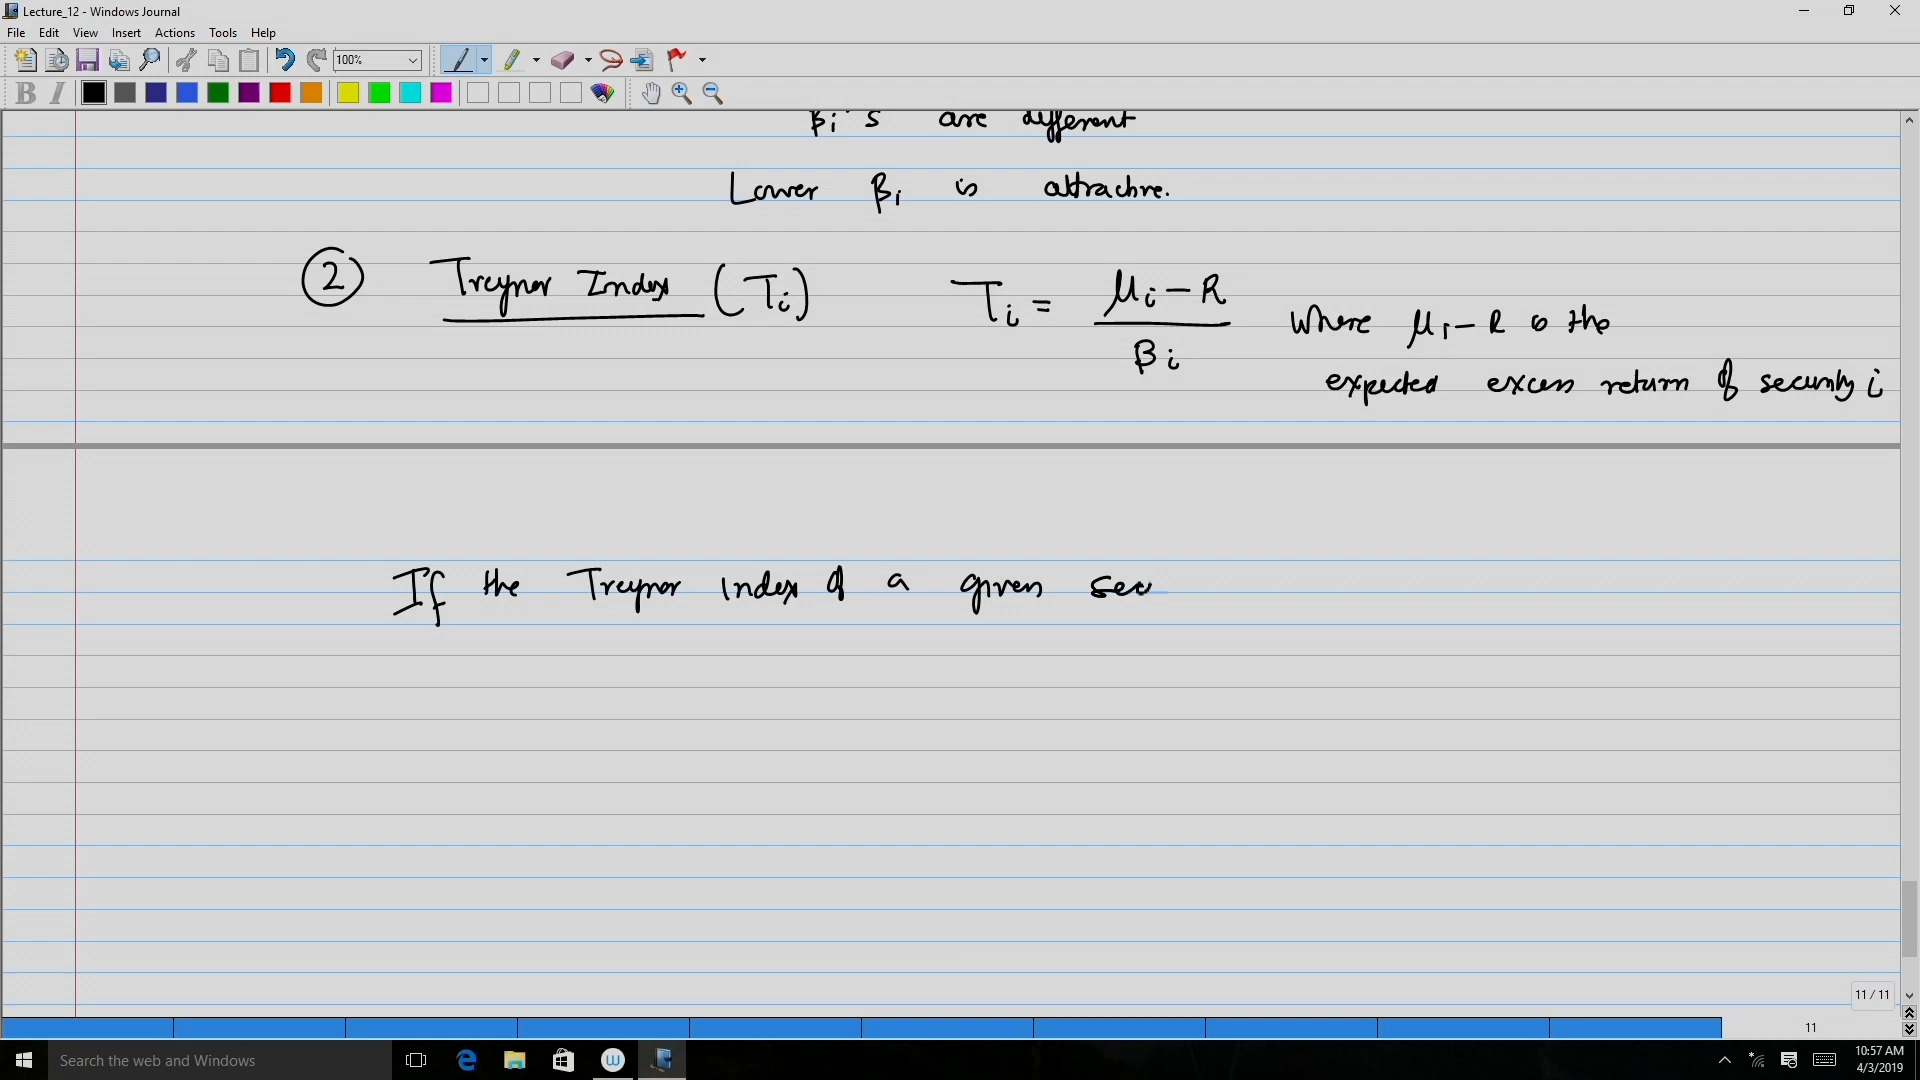 Lecture_12 - Windows Journal
File Edit View Insert Actions Tools Help
100%
B I
βi's are different
Lower βi is attractive.
② Treynor Index (Ti) Ti = μi - R / βi where μi - R is the
expected excess return of security i
If the Treynor Index of a given sec
11 / 11
11
Search the web and Windows
10:57 AM
4/3/2019